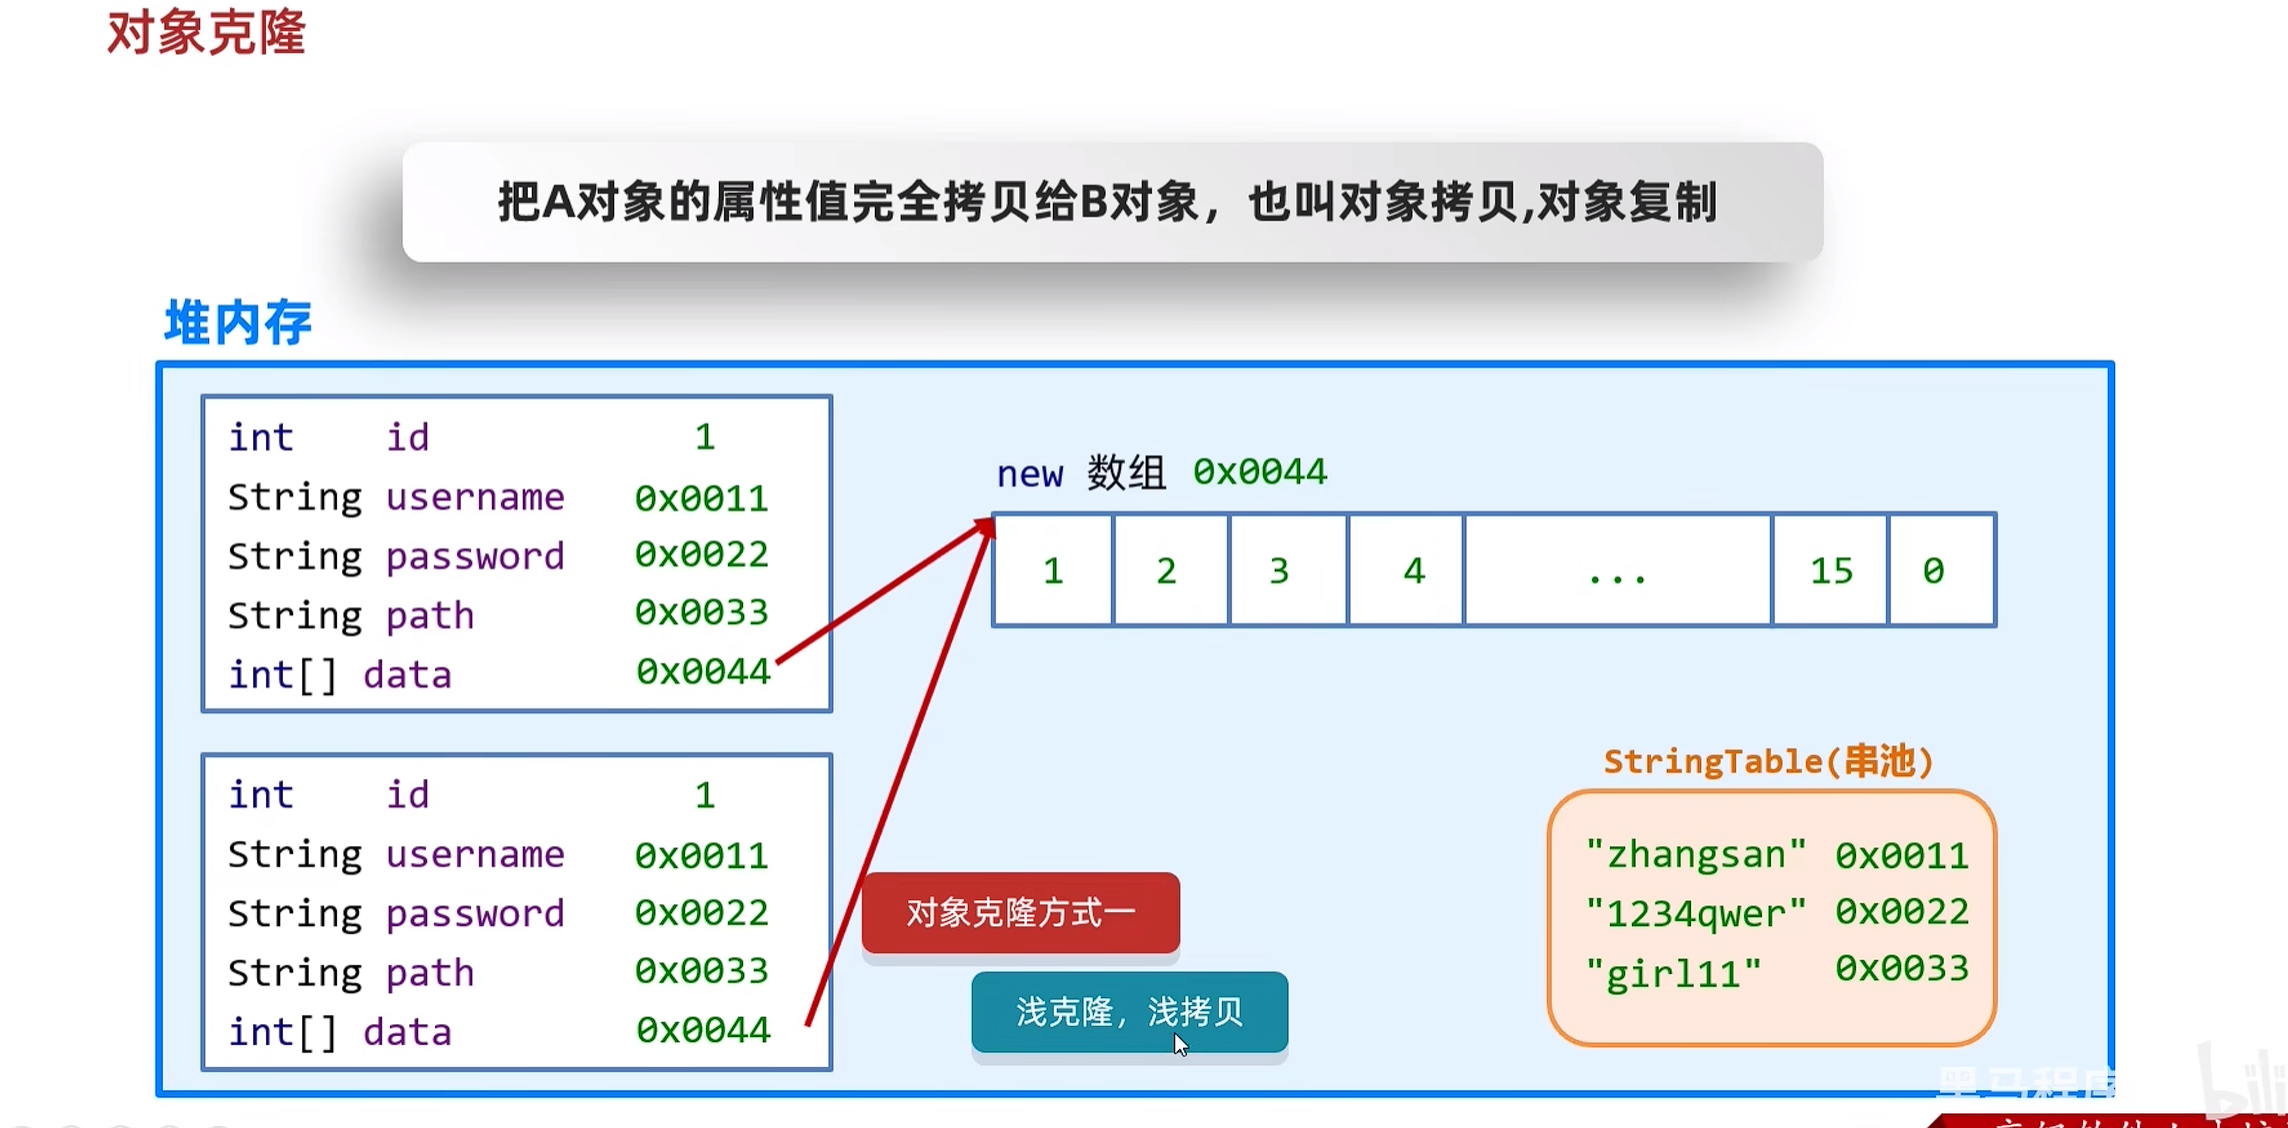 对象克隆
把A对象的属性值完全拷贝给B对象，也叫对象拷贝,对象复制
堆内存
int id 1
String username 0x0011
String password 0x0022
String path 0x0033
int[] data 0x0044
new 数组 0x0044
1 2 3 4 ... 15 0
int id 1
String username 0x0011
String password 0x0022
String path 0x0033
int[] data 0x0044
对象克隆方式一
浅克隆，浅拷贝
StringTable(串池)
"zhangsan" 0x0011
"1234qwer" 0x0022
"girl11" 0x0033
黑马程序
bili